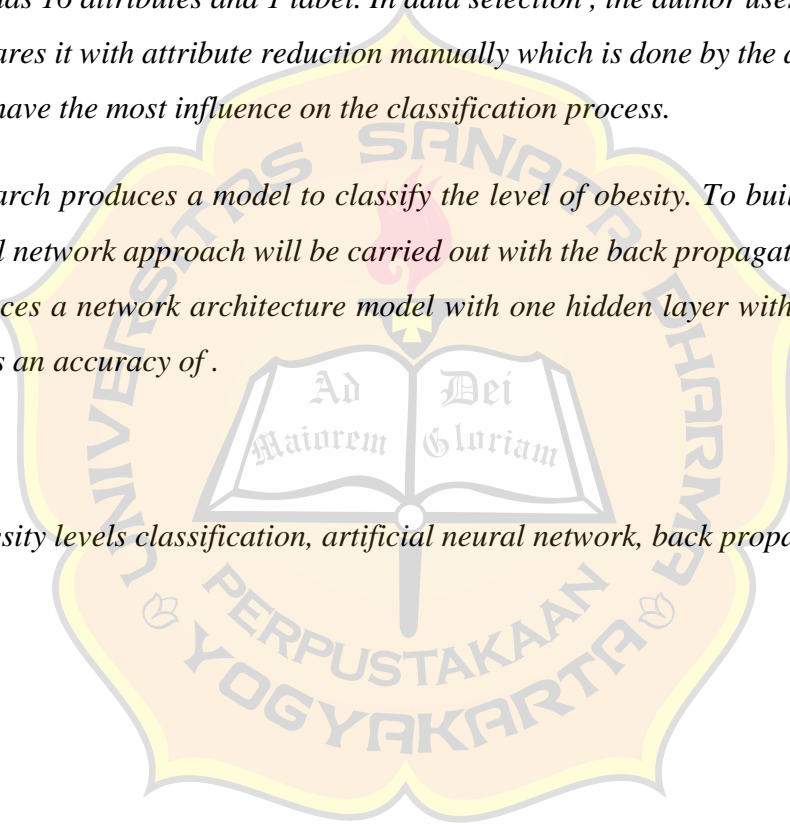 has 16 attributes and 1 label. In data selection , the author uses
ares it with attribute reduction manually which is done by the
have the most influence on the classification process.
arch produces a model to classify the level of obesity. To buil
l network approach will be carried out with the back propagat
ces a network architecture model with one hidden layer with
s an accuracy of .
sity levels classification, artificial neural network, back propa
UNIVERSITAS SANATA DHARMA
Ad Dei
Maiorem Gloriam
PERPUSTAKAAN
YOGYAKARTA